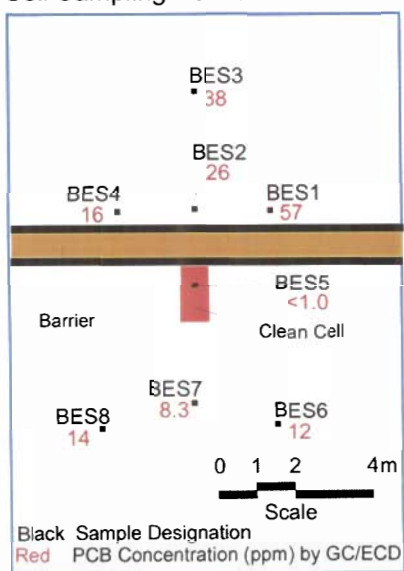 BES3
38
BES2
26
BES4
16
BES1
57
BES5
<1.0
Barrier
Clean Cell
BES7
8.3
BES8
14
BES6
12
0 1 2 4m
Scale
Black Sample Designation
Red PCB Concentration (ppm) by GC/ECD